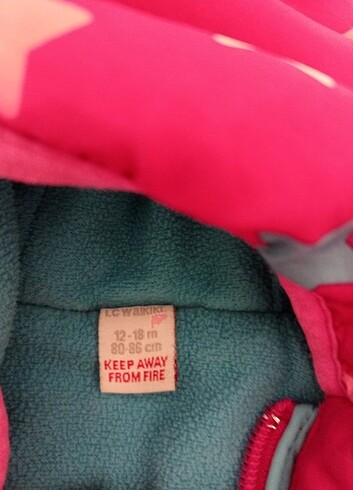 LC WAIKIKI
12-18 m
80-86 cm
KEEP AWAY
FROM FIRE